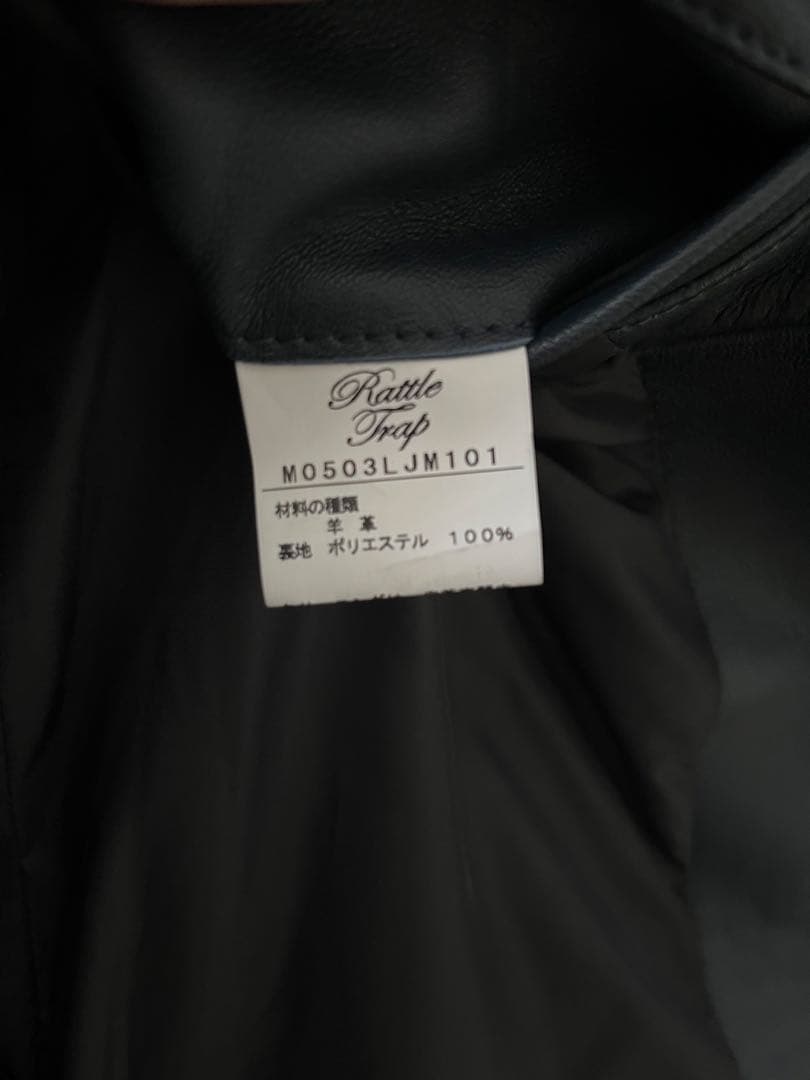 Rattle
Trap
M0503LJM101
材料の種類
羊 革
裏地 ポリエステル 100%